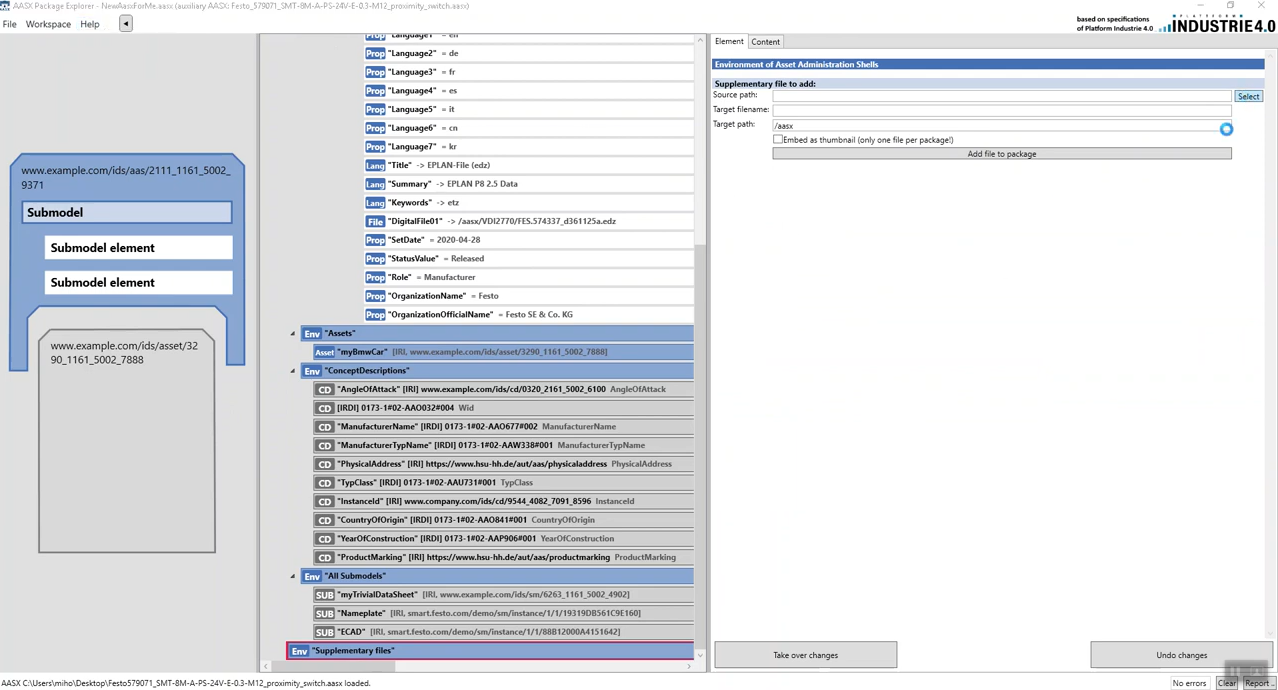 AASX Package Explorer - NewAasxForMe.aasx (auxiliary AASX: Festo_579071_SMT-8M-A-PS-24V-E-0.3-M12_proximity_switch.aasx)
File Workspace Help
based on specifications
of Platform Industrie 4.0
PLATTFORM
INDUSTRIE4.0
www.example.com/ids/aas/2111_1161_5002_
9371
Submodel
Submodel element
Submodel element
www.example.com/ids/asset/32
90_1161_5002_7888
Prop "Language1" = en
Prop "Language2" = de
Prop "Language3" = fr
Prop "Language4" = es
Prop "Language5" = it
Prop "Language6" = cn
Prop "Language7" = kr
Lang "Title" -> EPLAN-File (edz)
Lang "Summary" -> EPLAN P8 2.5 Data
Lang "Keywords" -> etz
File "DigitalFile01" -> /aasx/VDI2770/FES.574337_d361125a.edz
Prop "SetDate" = 2020-04-28
Prop "StatusValue" = Released
Prop "Role" = Manufacturer
Prop "OrganizationName" = Festo
Prop "OrganizationOfficialName" = Festo SE & Co. KG
Env "Assets"
Asset "myBmwCar" [IRI, www.example.com/ids/asset/3290_1161_5002_7888]
Env "ConceptDescriptions"
CD "AngleOfAttack" [IRI] www.example.com/ids/cd/0320_2161_5002_6100 AngleOfAttack
CD [IRDI] 0173-1#02-AAO032#004 Wid
CD "ManufacturerName" [IRDI] 0173-1#02-AAO677#002 ManufacturerName
CD "ManufacturerTypName" [IRDI] 0173-1#02-AAW338#001 ManufacturerTypName
CD "PhysicalAddress" [IRI] https://www.hsu-hh.de/aut/aas/physicaladdress PhysicalAddress
CD "TypClass" [IRDI] 0173-1#02-AAU731#001 TypClass
CD "InstanceId" [IRI] www.company.com/ids/cd/9544_4082_7091_8596 InstanceId
CD "CountryOfOrigin" [IRDI] 0173-1#02-AAO841#001 CountryOfOrigin
CD "YearOfConstruction" [IRDI] 0173-1#02-AAP906#001 YearOfConstruction
CD "ProductMarking" [IRI] https://www.hsu-hh.de/aut/aas/productmarking ProductMarking
Env "All Submodels"
SUB "myTrivialDataSheet" [IRI, www.example.com/ids/sm/6263_1161_5002_4902]
SUB "Nameplate" [IRI, smart.festo.com/demo/sm/instance/1/1/19319DB561C9E160]
SUB "ECAD" [IRI, smart.festo.com/demo/sm/instance/1/1/88B12000A4151642]
Env "Supplementary files"
Element Content
Environment of Asset Administration Shells
Supplementary file to add:
Source path: Select
Target filename:
Target path: /aasx
Embed as thumbnail (only one file per package!)
Add file to package
Take over changes Undo changes
AASX C:\Users\miho\Desktop\Festo579071_SMT-8M-A-PS-24V-E-0.3-M12_proximity_switch.aasx loaded.
No errors Clear Report ..